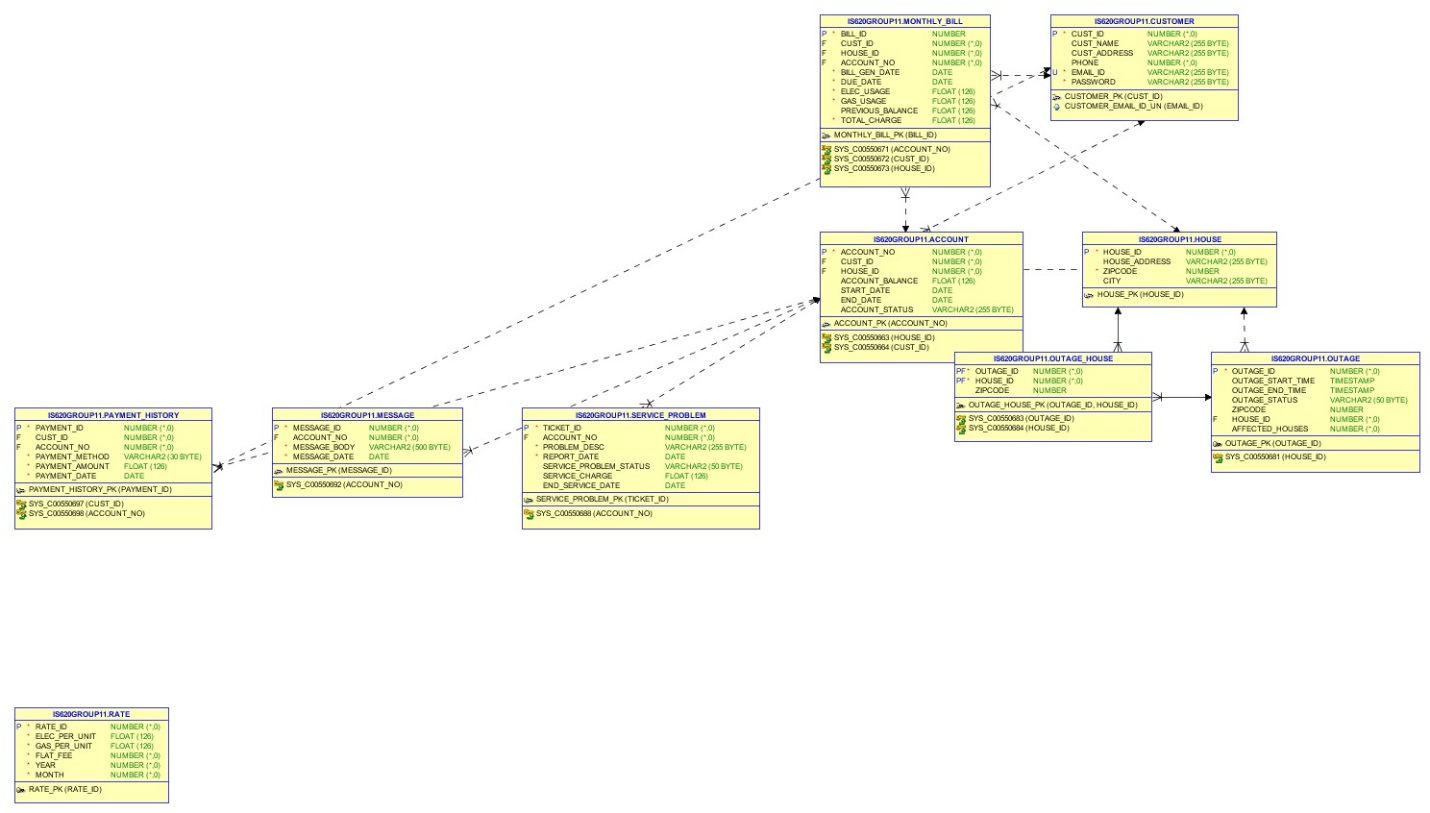 IS620GROUP11.MONTHLY_BILL
P * BILL_ID NUMBER
F CUST_ID NUMBER (*,0)
F HOUSE_ID NUMBER (*,0)
F ACCOUNT_NO NUMBER (*,0)
* BILL_GEN_DATE DATE
* DUE_DATE DATE
* ELEC_USAGE FLOAT (126)
* GAS_USAGE FLOAT (126)
PREVIOUS_BALANCE FLOAT (126)
* TOTAL_CHARGE FLOAT (126)
MONTHLY_BILL_PK (BILL_ID)
SYS_C00550671 (ACCOUNT_NO)
SYS_C00550672 (CUST_ID)
SYS_C00550673 (HOUSE_ID)
IS620GROUP11.CUSTOMER
P * CUST_ID NUMBER (*,0)
CUST_NAME VARCHAR2 (255 BYTE)
CUST_ADDRESS VARCHAR2 (255 BYTE)
PHONE NUMBER (*,0)
U * EMAIL_ID VARCHAR2 (255 BYTE)
* PASSWORD VARCHAR2 (255 BYTE)
CUSTOMER_PK (CUST_ID)
CUSTOMER_EMAIL_ID_UN (EMAIL_ID)
IS620GROUP11.ACCOUNT
P * ACCOUNT_NO NUMBER (*,0)
F CUST_ID NUMBER (*,0)
F HOUSE_ID NUMBER (*,0)
ACCOUNT_BALANCE FLOAT (126)
START_DATE DATE
END_DATE DATE
ACCOUNT_STATUS VARCHAR2 (255 BYTE)
ACCOUNT_PK (ACCOUNT_NO)
SYS_C00550663 (HOUSE_ID)
SYS_C00550664 (CUST_ID)
IS620GROUP11.HOUSE
P * HOUSE_ID NUMBER (*,0)
HOUSE_ADDRESS VARCHAR2 (255 BYTE)
* ZIPCODE NUMBER
CITY VARCHAR2 (255 BYTE)
HOUSE_PK (HOUSE_ID)
IS620GROUP11.OUTAGE_HOUSE
PF* OUTAGE_ID NUMBER (*,0)
PF* HOUSE_ID NUMBER (*,0)
ZIPCODE NUMBER
OUTAGE_HOUSE_PK (OUTAGE_ID, HOUSE_ID)
SYS_C00550683 (OUTAGE_ID)
SYS_C00550684 (HOUSE_ID)
IS620GROUP11.OUTAGE
P * OUTAGE_ID NUMBER (*,0)
OUTAGE_START_TIME TIMESTAMP
OUTAGE_END_TIME TIMESTAMP
OUTAGE_STATUS VARCHAR2 (50 BYTE)
ZIPCODE NUMBER
F HOUSE_ID NUMBER (*,0)
AFFECTED_HOUSES NUMBER (*,0)
OUTAGE_PK (OUTAGE_ID)
SYS_C00550681 (HOUSE_ID)
IS620GROUP11.PAYMENT_HISTORY
P * PAYMENT_ID NUMBER (*,0)
F CUST_ID NUMBER (*,0)
F ACCOUNT_NO NUMBER (*,0)
* PAYMENT_METHOD VARCHAR2 (30 BYTE)
* PAYMENT_AMOUNT FLOAT (126)
* PAYMENT_DATE DATE
PAYMENT_HISTORY_PK (PAYMENT_ID)
SYS_C00550697 (CUST_ID)
SYS_C00550698 (ACCOUNT_NO)
IS620GROUP11.MESSAGE
P * MESSAGE_ID NUMBER (*,0)
F ACCOUNT_NO NUMBER (*,0)
* MESSAGE_BODY VARCHAR2 (500 BYTE)
* MESSAGE_DATE DATE
MESSAGE_PK (MESSAGE_ID)
SYS_C00550692 (ACCOUNT_NO)
IS620GROUP11.SERVICE_PROBLEM
P * TICKET_ID NUMBER (*,0)
F ACCOUNT_NO NUMBER (*,0)
* PROBLEM_DESC VARCHAR2 (255 BYTE)
* REPORT_DATE DATE
SERVICE_PROBLEM_STATUS VARCHAR2 (50 BYTE)
SERVICE_CHARGE FLOAT (126)
END_SERVICE_DATE DATE
SERVICE_PROBLEM_PK (TICKET_ID)
SYS_C00550688 (ACCOUNT_NO)
IS620GROUP11.RATE
P * RATE_ID NUMBER (*,0)
* ELEC_PER_UNIT FLOAT (126)
* GAS_PER_UNIT FLOAT (126)
* FLAT_FEE NUMBER (*,0)
* YEAR NUMBER (*,0)
* MONTH NUMBER (*,0)
RATE_PK (RATE_ID)